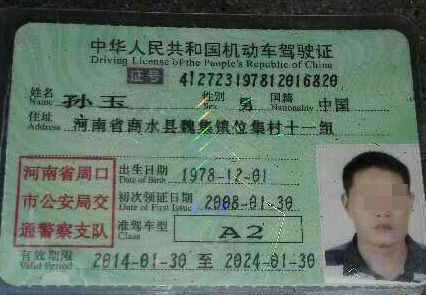 中华人民共和国机动车驾驶证
Driving License of the People's Republic of China
证号 412723197812016820
姓名 Name 孙玉 性别 Sex 男 国籍 Nationality 中国
住址 Address 河南省商水县魏集镇位集村十一组
河南省周口市公安局交通警察支队
出生日期 Date of Birth 1978-12-01
初次领证日期 Date of First Issue 2008-01-30
准驾车型 Class A2
有效期限 Valid Period 2014-01-30 至 2024-01-30